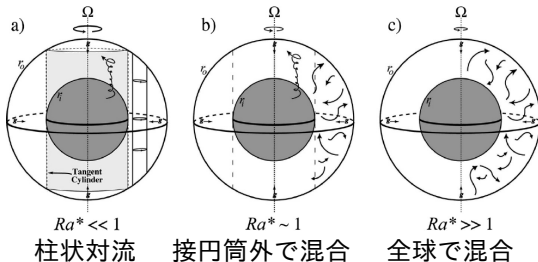 a) Ω
r_o
r_i
Tangent
Cylinder
Ra* << 1
柱状対流
b) Ω
r_o
r_i
Ra* ~ 1
接円筒外で混合
c) Ω
r_o
r_i
Ra* >> 1
全球で混合